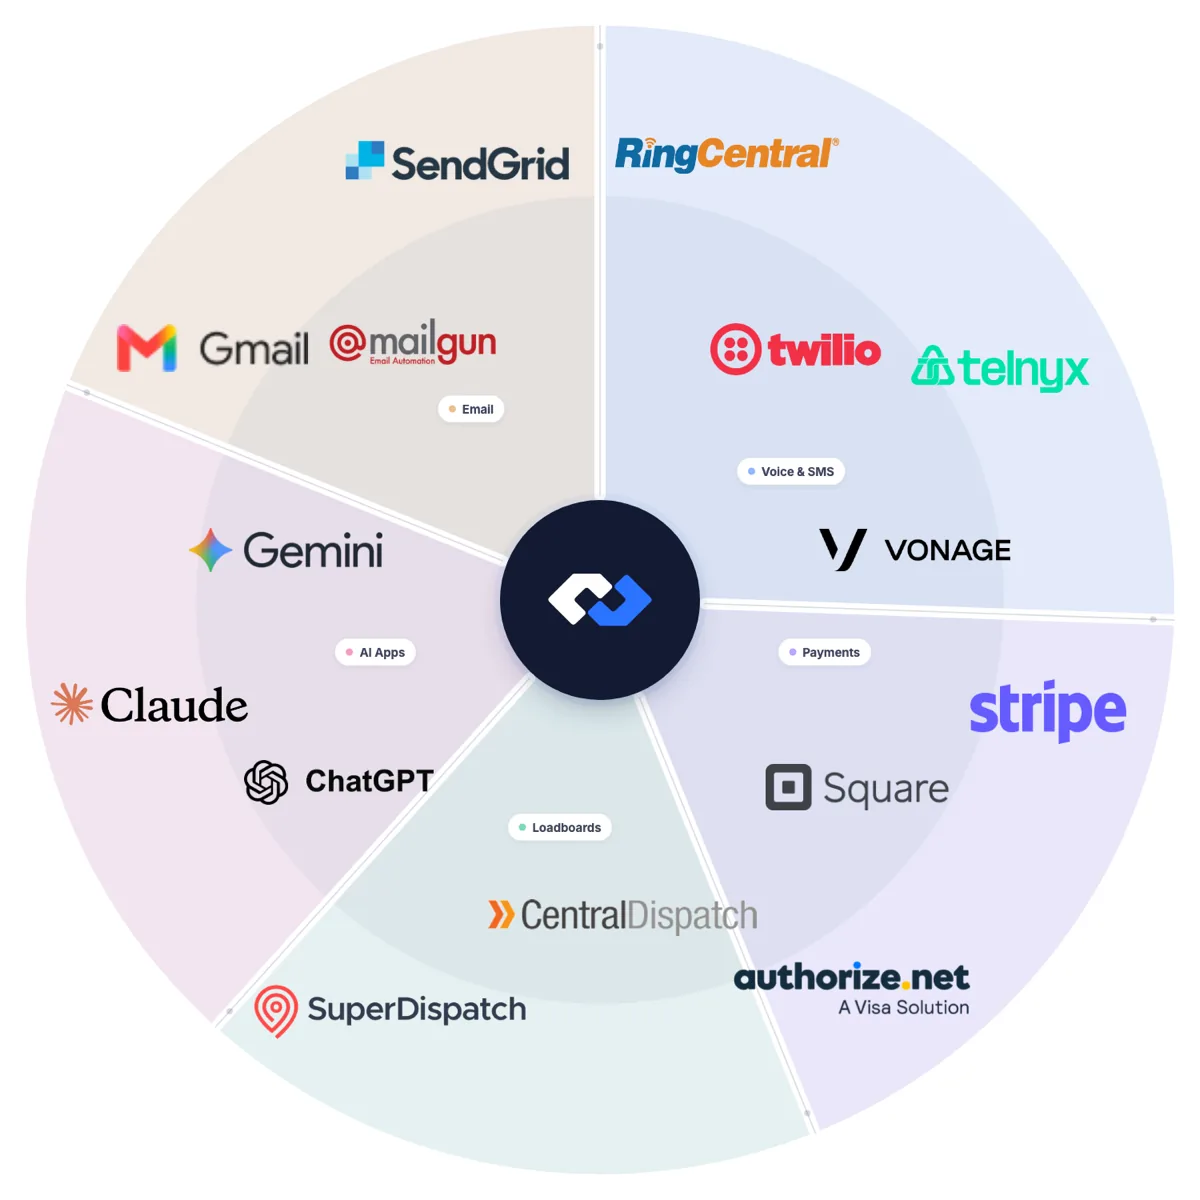 SendGrid
RingCentral®
Gmail
@mailgun
Email Automation
twilio
telnyx
Email
Voice & SMS
Gemini
VONAGE
AI Apps
Payments
Claude
stripe
ChatGPT
Square
Loadboards
CentralDispatch
authorize.net
A Visa Solution
SuperDispatch